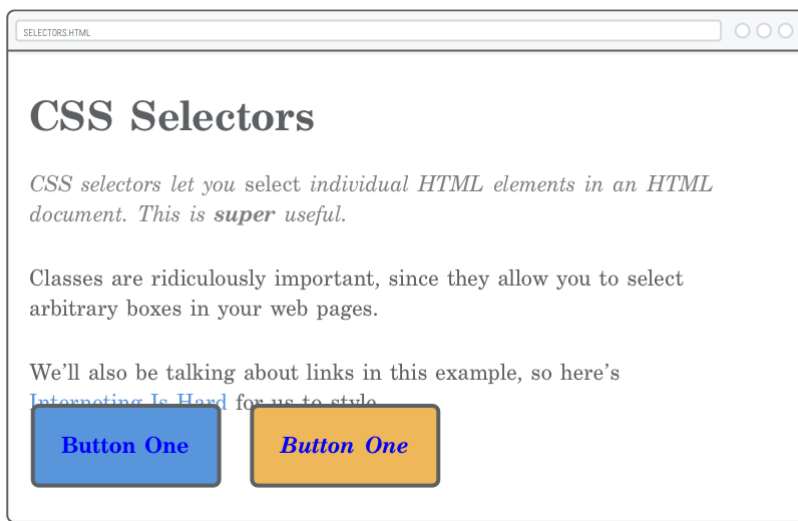 SELECTORS.HTML
CSS Selectors
CSS selectors let you select individual HTML elements in an HTML
document. This is super useful.
Classes are ridiculously important, since they allow you to select
arbitrary boxes in your web pages.
We’ll also be talking about links in this example, so here’s
Interneting Is Hard for us to style
Button One
Button One